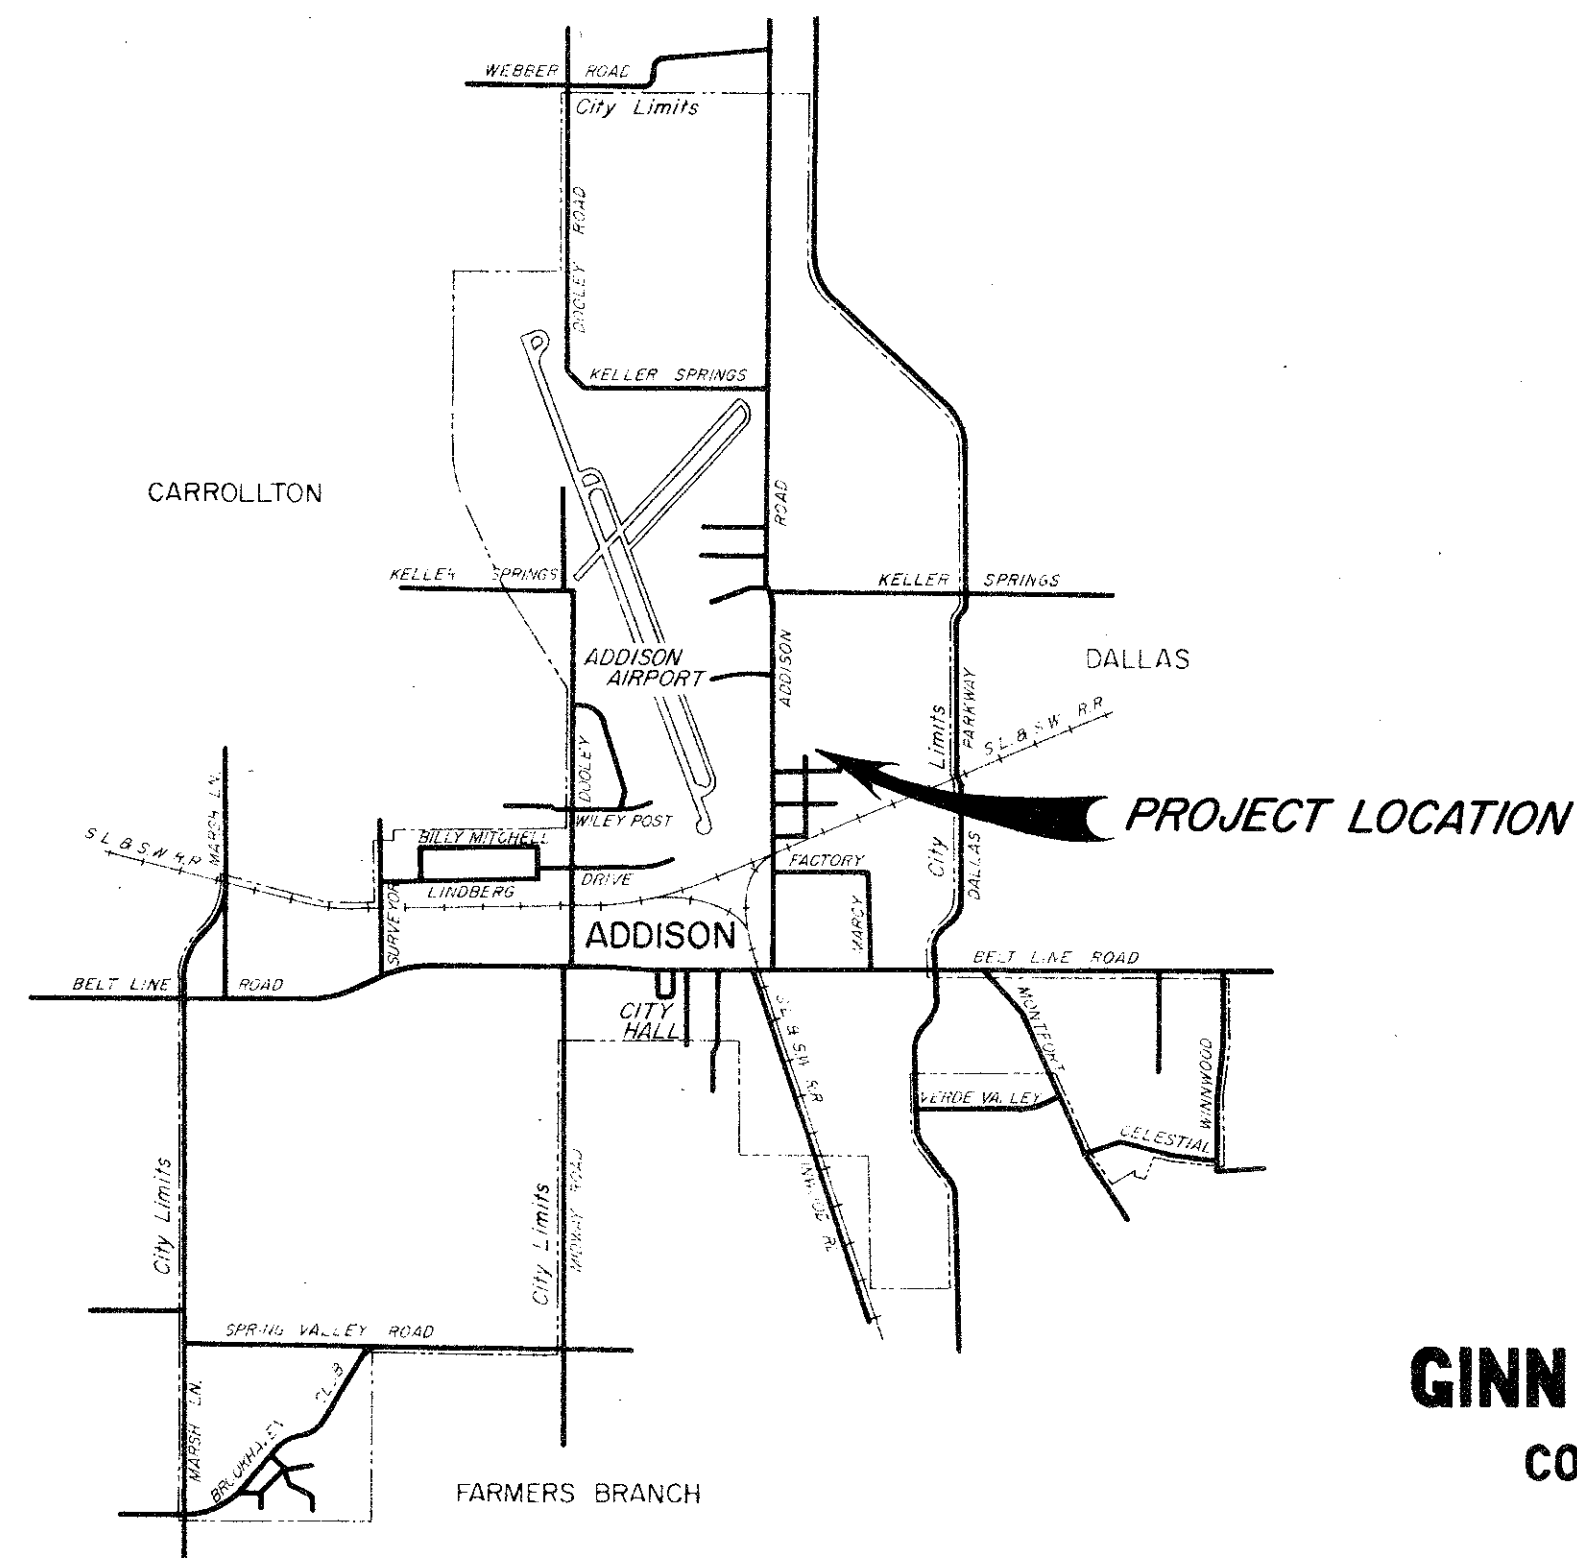 WEBBER ROAD
City Limits
DOOLEY ROAD
KELLER SPRINGS
CARROLLTON
ROAD
KELLER SPRINGS
KELLER SPRINGS
ADDISON
AIRPORT
ADDISON
DALLAS
City Limits
PARKWAY
S.L. & S.W. R.R
MARSH LN.
DOOLEY
WILEY POST
PROJECT LOCATION
S.L. & S.W. R.R
BILLY MITCHELL
FACTORY
City
DALLAS
LINDBERG DRIVE
SURVEYOR
ADDISON
MARCY
BELT LINE ROAD
BELT LINE ROAD
CITY
HALL
S.L. & S.W. R.R
MONTFORT
WINNWOOD
VERDE VALLEY
CELESTIAL
City Limits
City Limits
MIDWAY ROAD
INWOOD
SPRING VALLEY ROAD
MARSH LN.
BROOKHAVEN
GINN
CO
FARMERS BRANCH